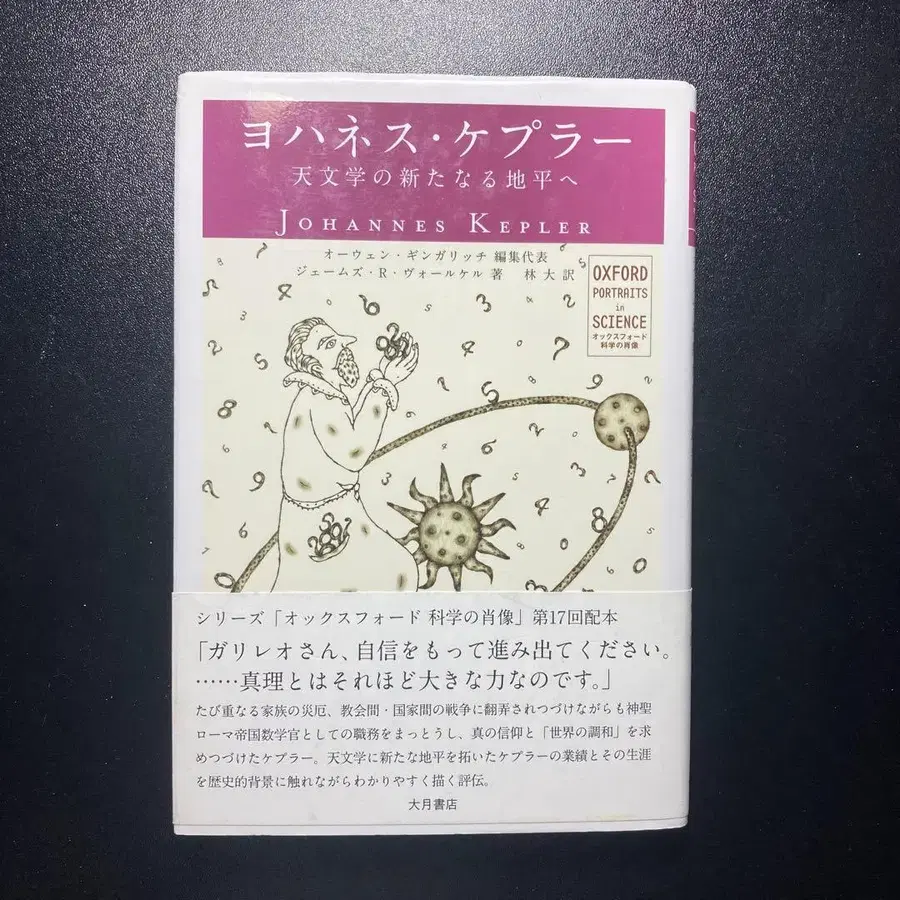 ヨハネス・ケプラー
天文学の新たなる地平へ
JOHANNES KEPLER
オーウェン・ギンガリッチ 編集代表
ジェームズ・R・ヴォールケル 著 林 大 訳
OXFORD
PORTRAITS
in
SCIENCE
オックスフォード
科学の肖像
シリーズ「オックスフォード 科学の肖像」第17回配本
「ガリレオさん、自信をもって進み出てください。
……真理とはそれほど大きな力なのです。」
たび重なる家族の災厄、教会間・国家間の戦争に翻弄されつづけながらも神聖
ローマ帝国数学官としての職務をまっとうし、真の信仰と「世界の調和」を求
めつづけたケプラー。天文学に新たな地平を拓いたケプラーの業績とその生涯
を歴史的背景に触れながらわかりやすく描く評伝。
大月書店